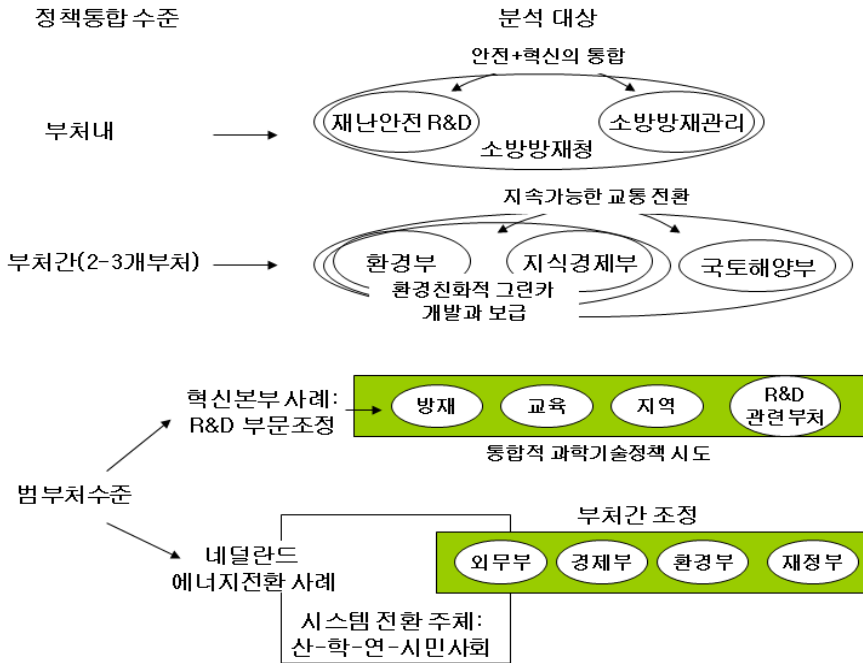 정책통합 수준
분석 대상
안전+혁신의 통합
부처내
재난안전 R&D
소방방재관리
소방방재청
지속가능한 교통 전환
부처간(2-3개부처)
환경부
지식경제부
국토해양부
환경친화적 그린카
개발과 보급
범부처수준
혁신본부 사례:
R&D 부문조정
방재
교육
지역
R&D
관련부처
통합적 과학기술정책 시도
네덜란드
에너지전환 사례
부처간 조정
외무부
경제부
환경부
재정부
시스템 전환 주체:
산-학-연-시민사회